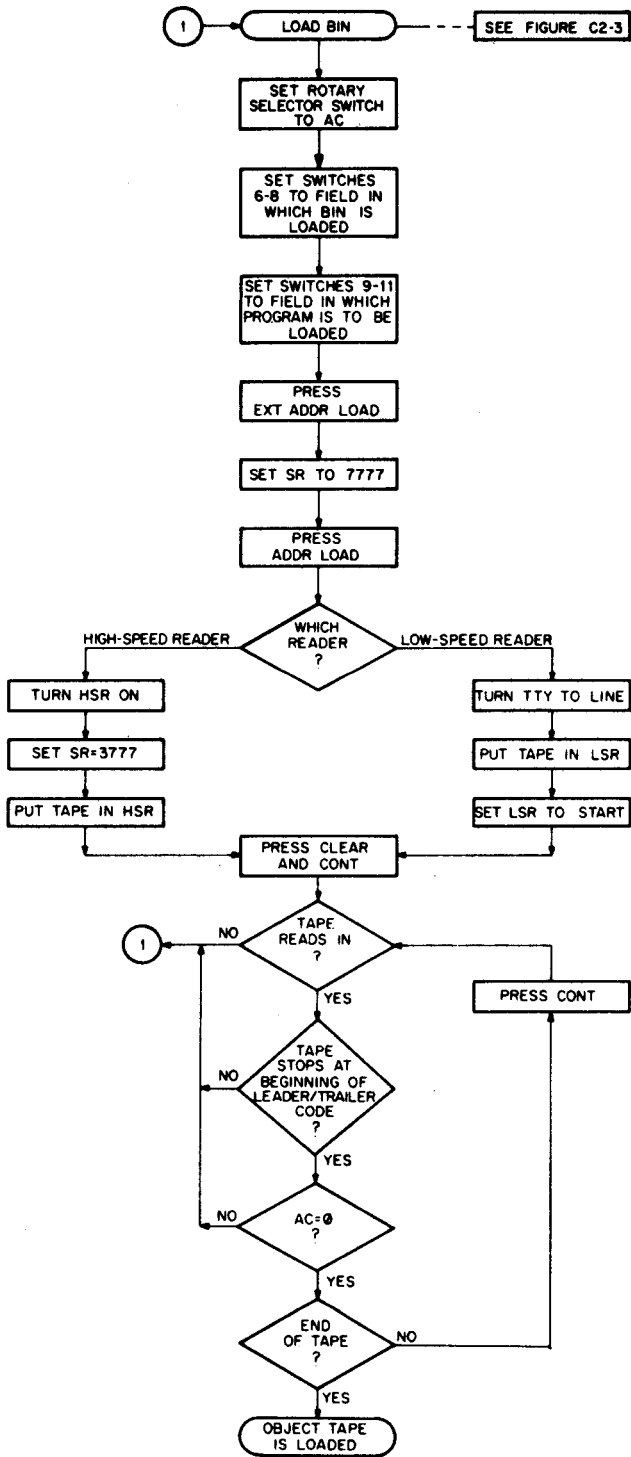 1
LOAD BIN
SEE FIGURE C2-3
SET ROTARY
SELECTOR SWITCH
TO AC
SET SWITCHES
6-8 TO FIELD IN
WHICH BIN IS
LOADED
SET SWITCHES 9-11
TO FIELD IN WHICH
PROGRAM IS TO BE
LOADED
PRESS
EXT ADDR LOAD
SET SR TO 7777
PRESS
ADDR LOAD
WHICH
READER
?
HIGH-SPEED READER
LOW-SPEED READER
TURN HSR ON
SET SR=3777
PUT TAPE IN HSR
TURN TTY TO LINE
PUT TAPE IN LSR
SET LSR TO START
PRESS CLEAR
AND CONT
TAPE
READS IN
?
NO
1
YES
PRESS CONT
TAPE
STOPS AT
BEGINNING OF
LEADER/TRAILER
CODE
?
NO
YES
AC=Ø
?
NO
YES
END
OF TAPE
?
NO
YES
OBJECT TAPE
IS LOADED